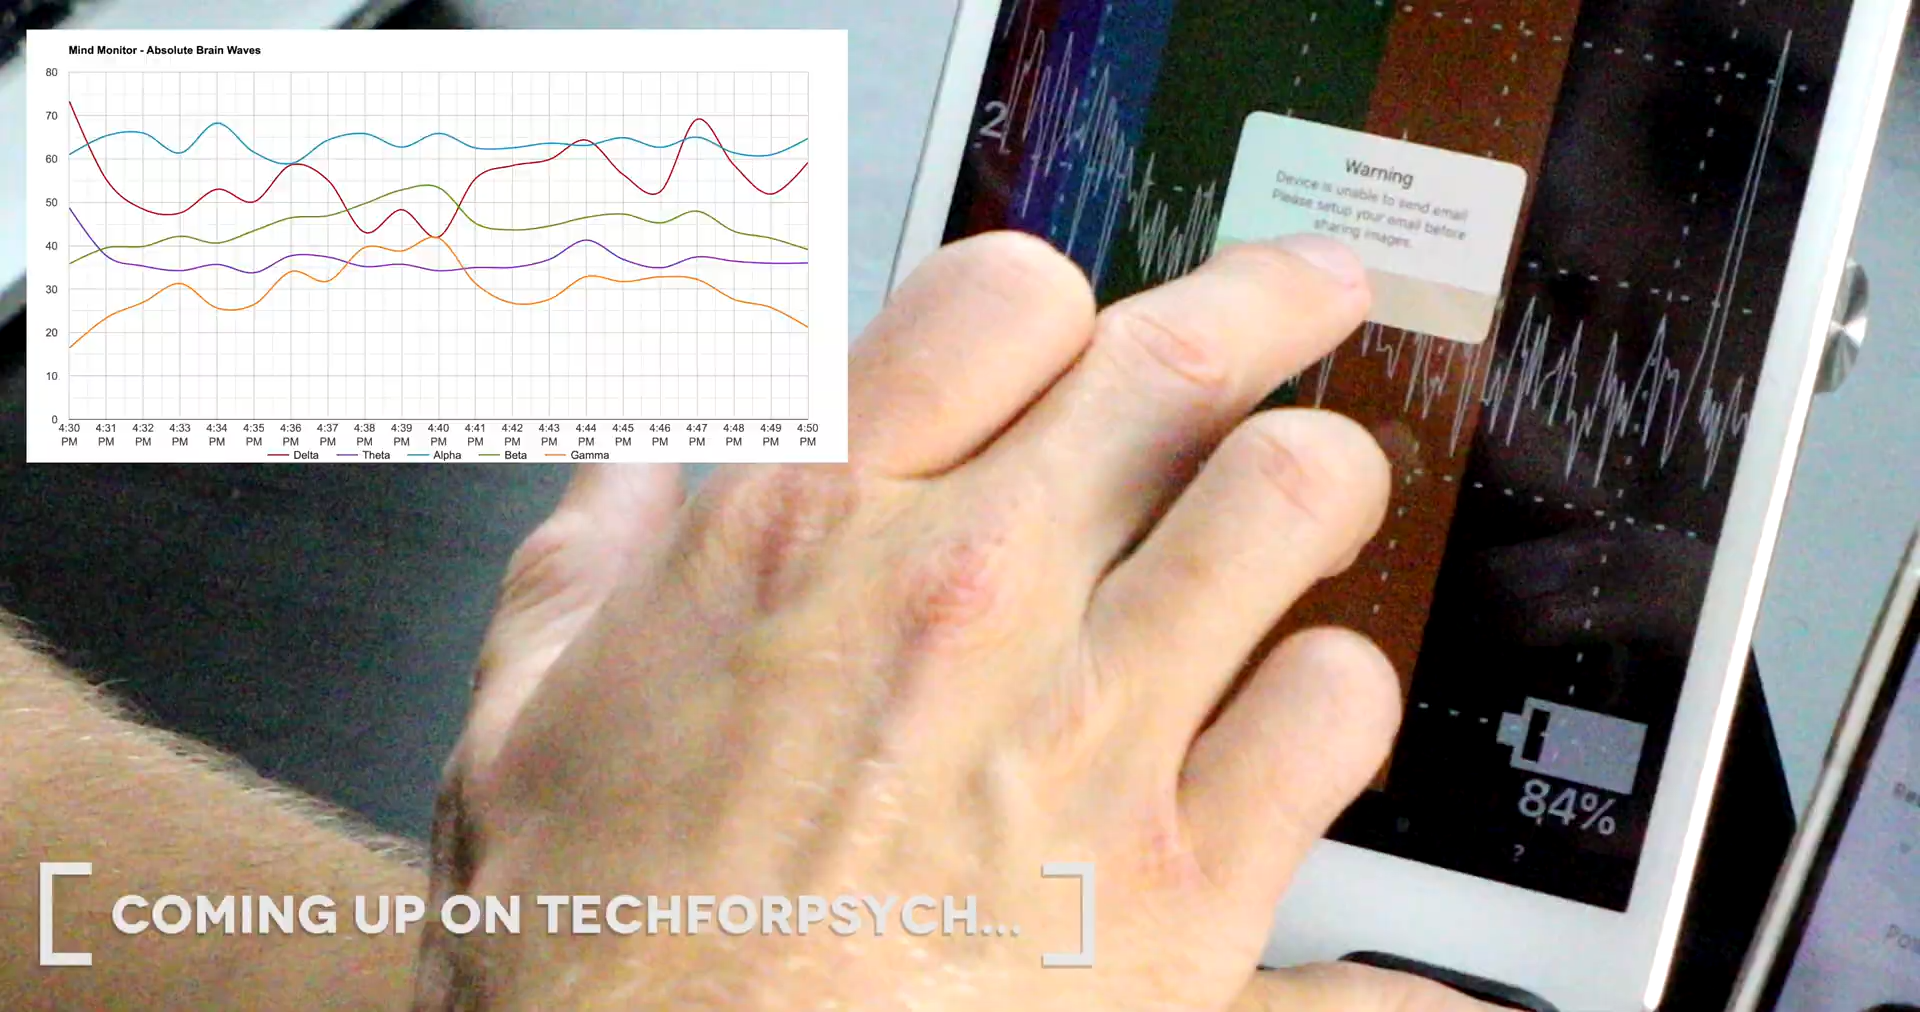 Mind Monitor - Absolute Brain Waves
80
70
60
50
40
30
20
10
0
4:30 PM 4:31 PM 4:32 PM 4:33 PM 4:34 PM 4:35 PM 4:36 PM 4:37 PM 4:38 PM 4:39 PM 4:40 PM 4:41 PM 4:42 PM 4:43 PM 4:44 PM 4:45 PM 4:46 PM 4:47 PM 4:48 PM 4:49 PM 4:50 PM
Delta Theta Alpha Beta Gamma
2
Warning
Device is unable to send email
Please setup your email before
sharing images.
84%
?
COMING UP ON TECHFORPSYCH...